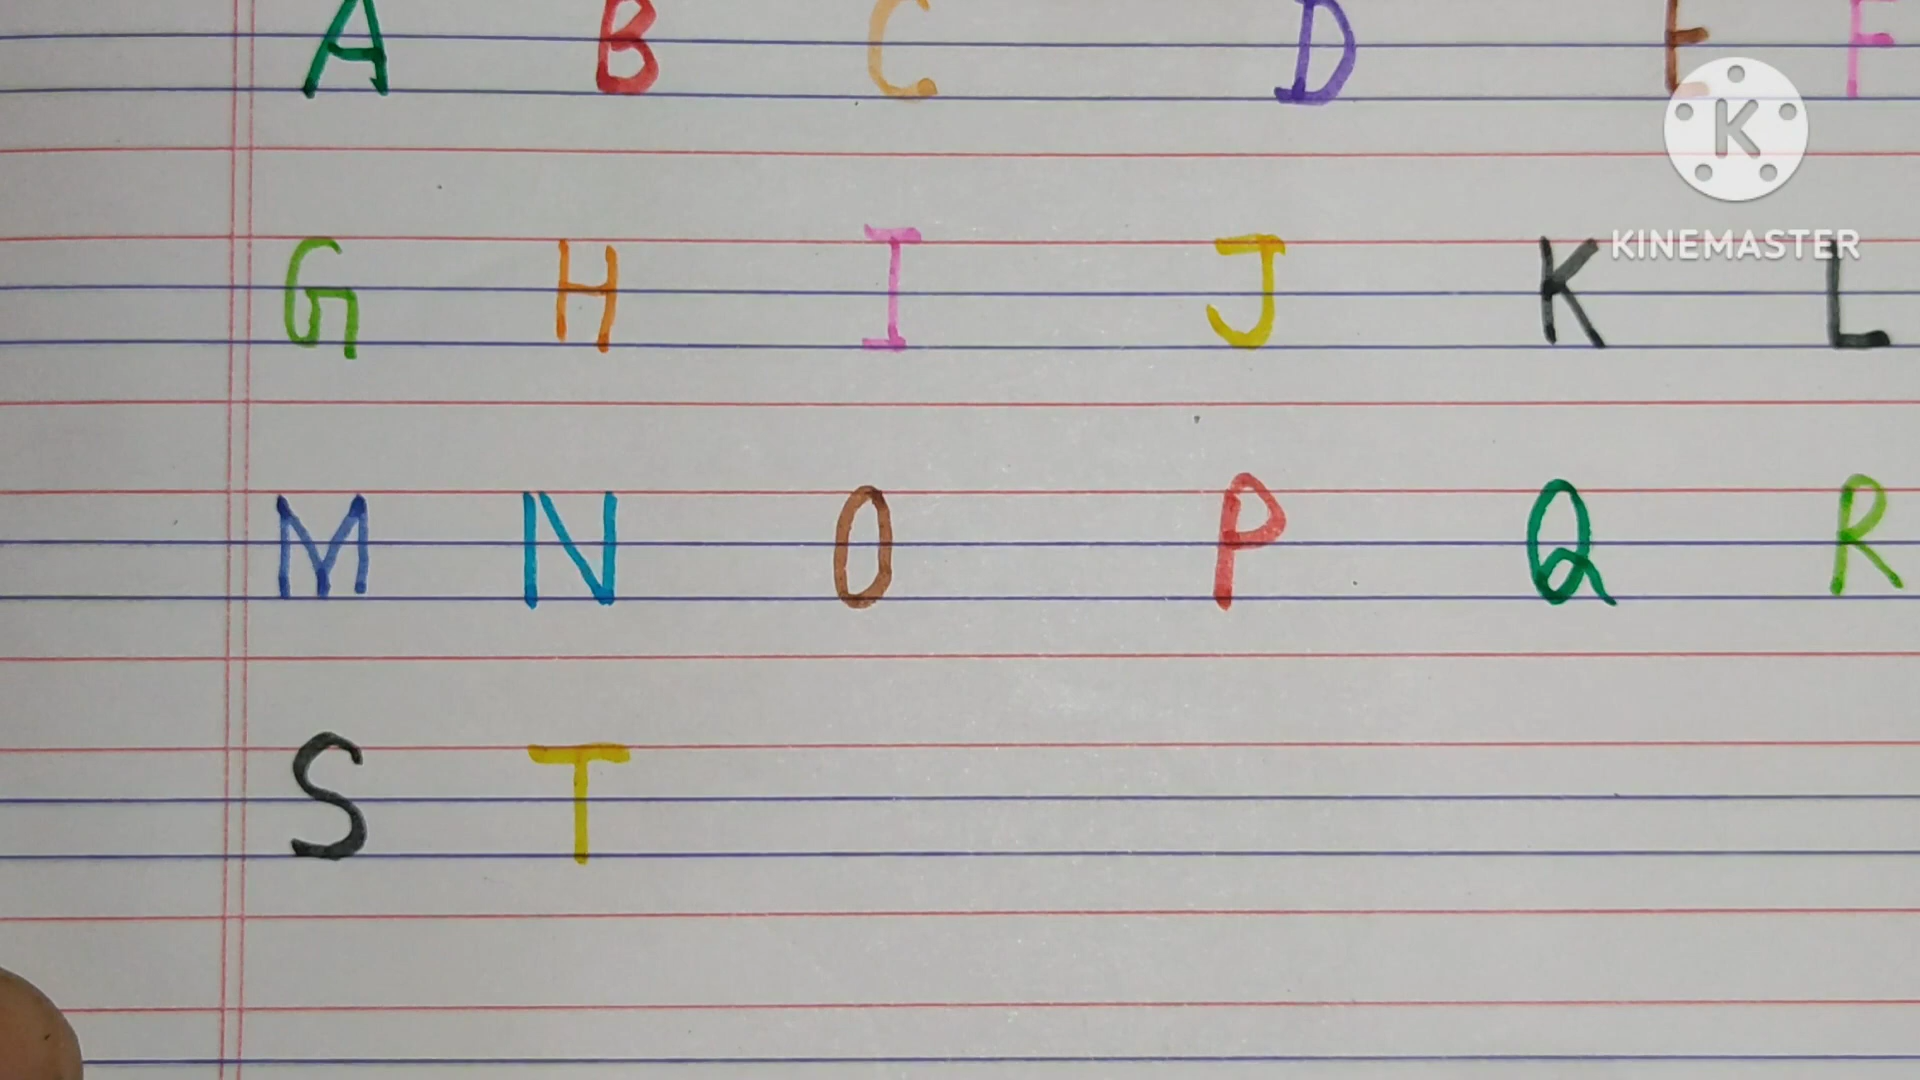 A B C D E F
K
KINEMASTER
G H I J K L
M N O P Q R
S T